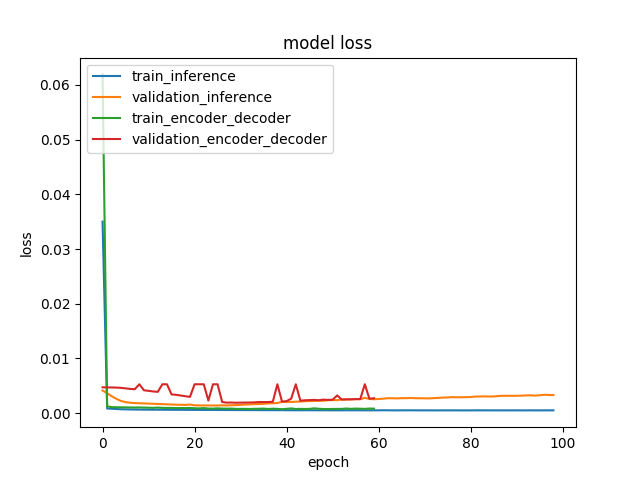 model loss
train_inference
validation_inference
train_encoder_decoder
validation_encoder_decoder
0.06
0.05
0.04
0.03
0.02
0.01
0.00
loss
0 20 40 60 80 100
epoch